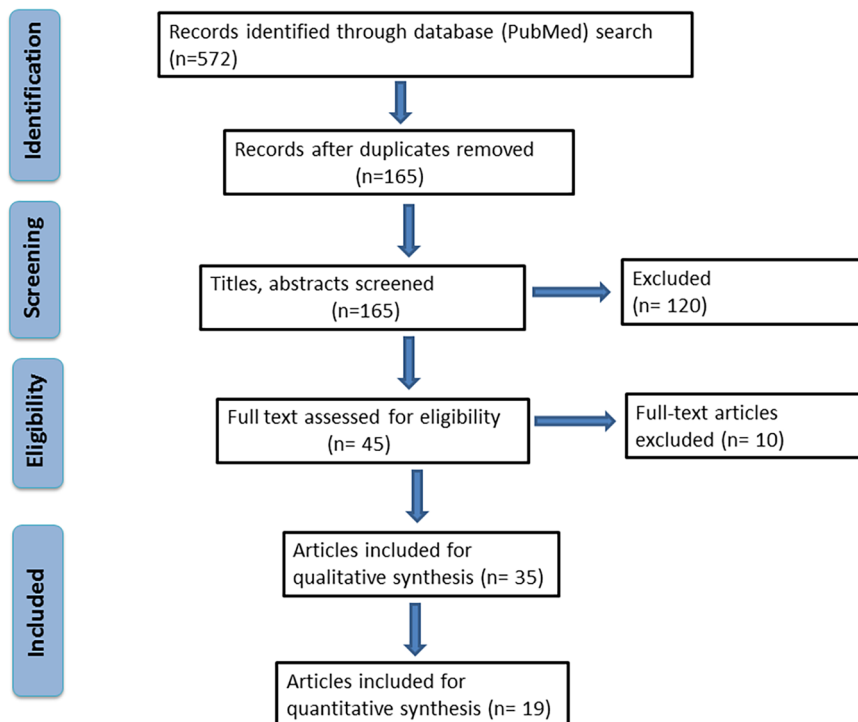 Identification
Records identified through database (PubMed) search
(n=572)
Records after duplicates removed
(n=165)
Screening
Titles, abstracts screened
(n=165)
Excluded
(n= 120)
Eligibility
Full text assessed for eligibility
(n= 45)
Full-text articles
excluded (n= 10)
Included
Articles included for
qualitative synthesis (n= 35)
Articles included for
quantitative synthesis (n= 19)